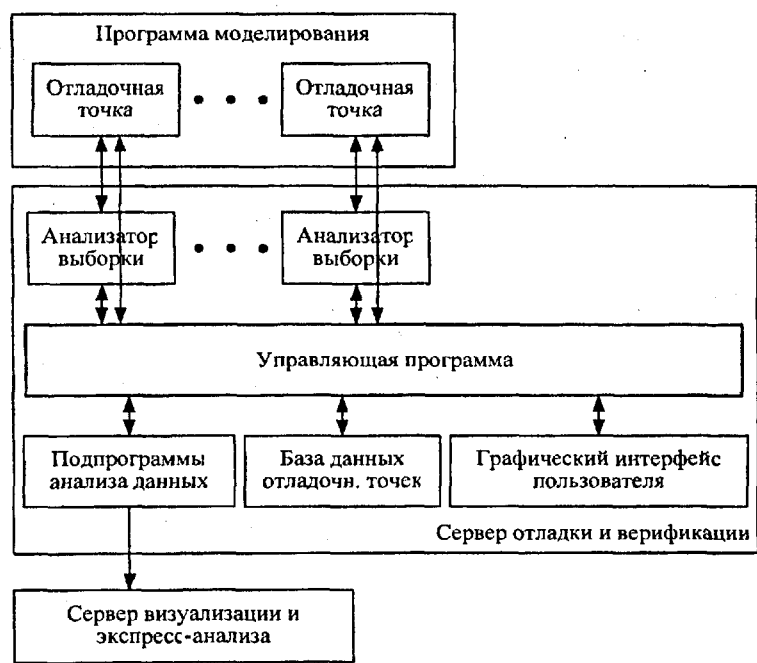 Программа моделирования
Отладочная
точка
Отладочная
точка
Анализатор
выборки
Анализатор
выборки
Управляющая программа
Подпрограммы
анализа данных
База данных
отладочн. точек
Графический интерфейс
пользователя
Сервер отладки и верификации
Сервер визуализации и
экспресс-анализа